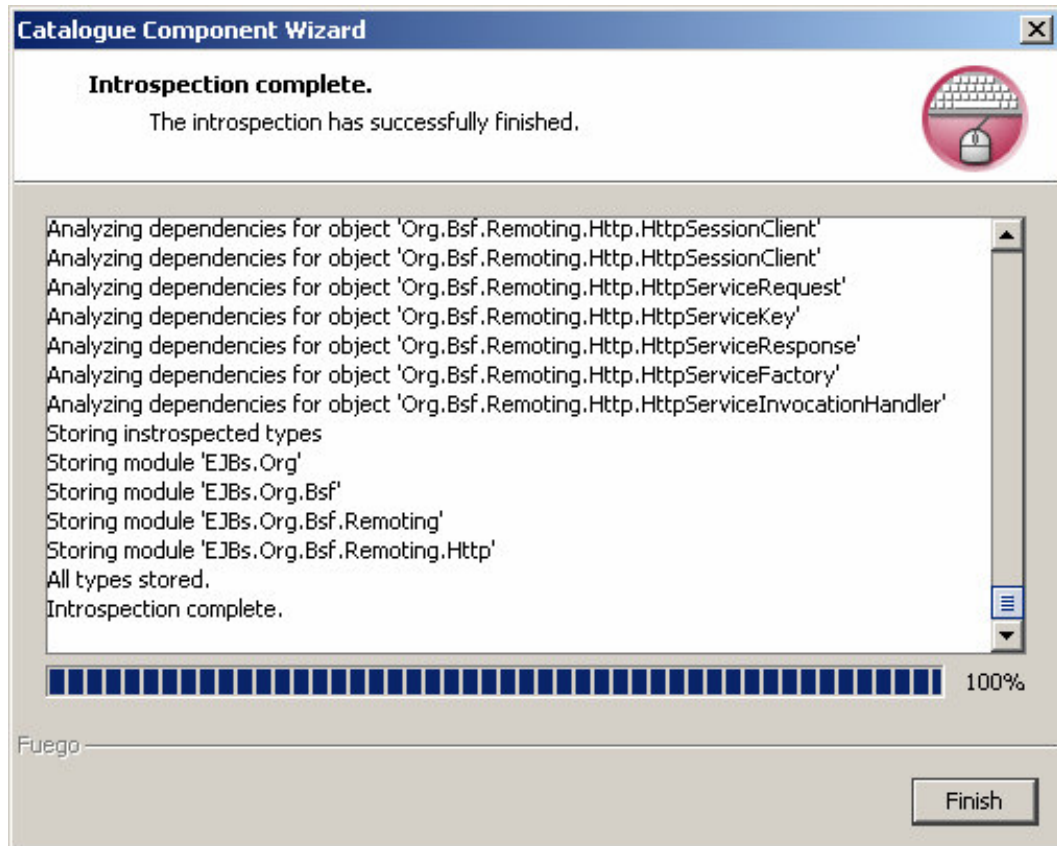 Catalogue Component Wizard
Introspection complete.
The introspection has successfully finished.
Analyzing dependencies for object 'Org.Bsf.Remoting.Http.HttpSessionClient'
Analyzing dependencies for object 'Org.Bsf.Remoting.Http.HttpSessionClient'
Analyzing dependencies for object 'Org.Bsf.Remoting.Http.HttpServiceRequest'
Analyzing dependencies for object 'Org.Bsf.Remoting.Http.HttpServiceKey'
Analyzing dependencies for object 'Org.Bsf.Remoting.Http.HttpServiceResponse'
Analyzing dependencies for object 'Org.Bsf.Remoting.Http.HttpServiceFactory'
Analyzing dependencies for object 'Org.Bsf.Remoting.Http.HttpServiceInvocationHandler'
Storing instrospected types
Storing module 'EJBs.Org'
Storing module 'EJBs.Org.Bsf'
Storing module 'EJBs.Org.Bsf.Remoting'
Storing module 'EJBs.Org.Bsf.Remoting.Http'
All types stored.
Introspection complete.
100%
Fuego
Finish